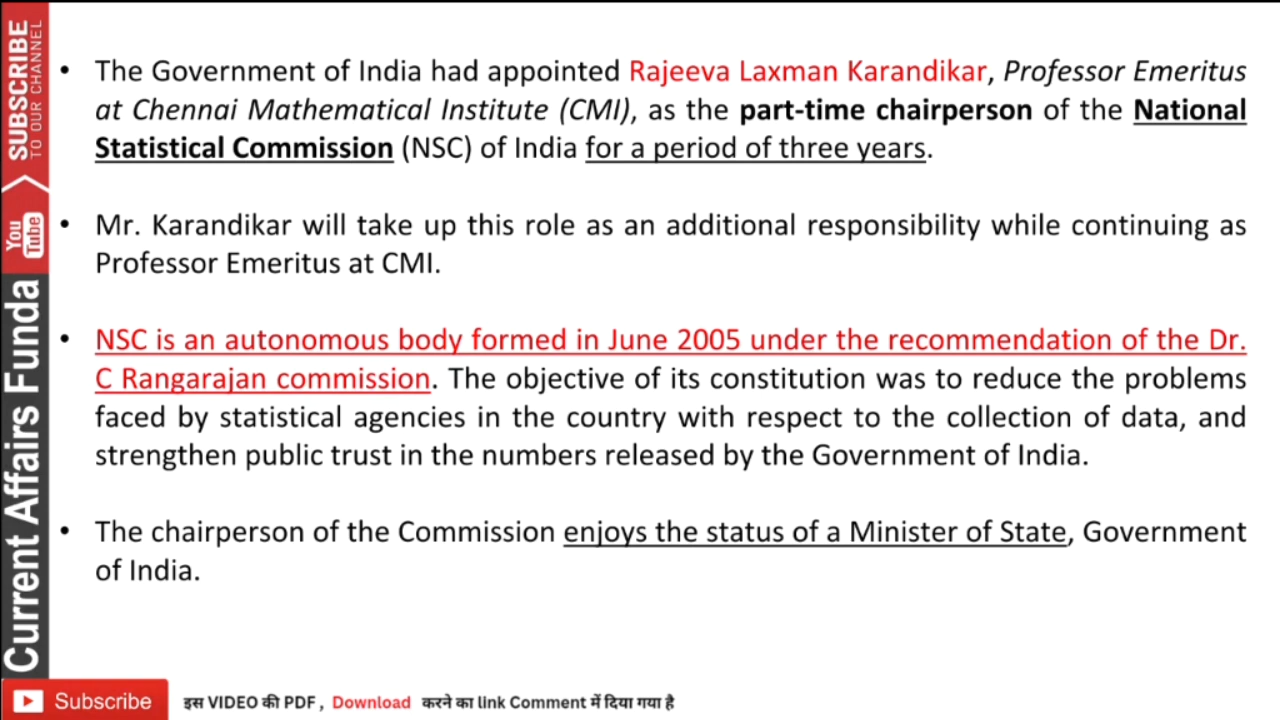 SUBSCRIBE
TO OUR CHANNEL
You
Tube
Current Affairs Funda
• The Government of India had appointed Rajeeva Laxman Karandikar, Professor Emeritus
at Chennai Mathematical Institute (CMI), as the part-time chairperson of the National
Statistical Commission (NSC) of India for a period of three years.
• Mr. Karandikar will take up this role as an additional responsibility while continuing as
Professor Emeritus at CMI.
• NSC is an autonomous body formed in June 2005 under the recommendation of the Dr.
C Rangarajan commission. The objective of its constitution was to reduce the problems
faced by statistical agencies in the country with respect to the collection of data, and
strengthen public trust in the numbers released by the Government of India.
• The chairperson of the Commission enjoys the status of a Minister of State, Government
of India.
Subscribe
इस VIDEO की PDF , Download करने का link Comment में दिया गया है